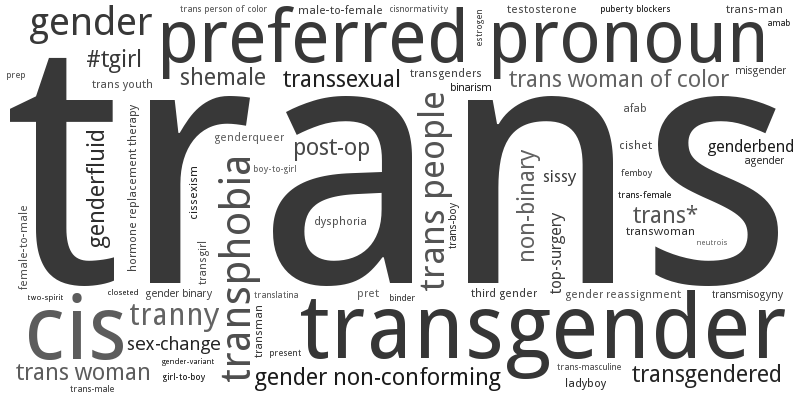 trans person of color
male-to-female
cisnormativity
testosterone
puberty blockers
trans-man
gender
preferred pronoun
estrogen
amab
#tgirl
prep
trans youth
shemale
transsexual
transgenders
binarism
trans woman of color
misgender
trans
afab
genderfluid
hormone replacement therapy
genderqueer
post-op
trans people
cishet
genderbend
agender
boy-to-girl
cissexism
transphobia
non-binary
sissy
femboy
trans-female
female-to-male
transgirl
dysphoria
trans-boy
top-surgery
trans*
transwoman
neutrois
two-spirit
closeted
gender binary
translatina
pret
binder
third gender
gender reassignment
transmisogyny
cis
tranny
transman
transgender
sex-change
present
gender-variant
trans woman
girl-to-boy
gender non-conforming
trans-masculine
ladyboy
transgendered
trans-male